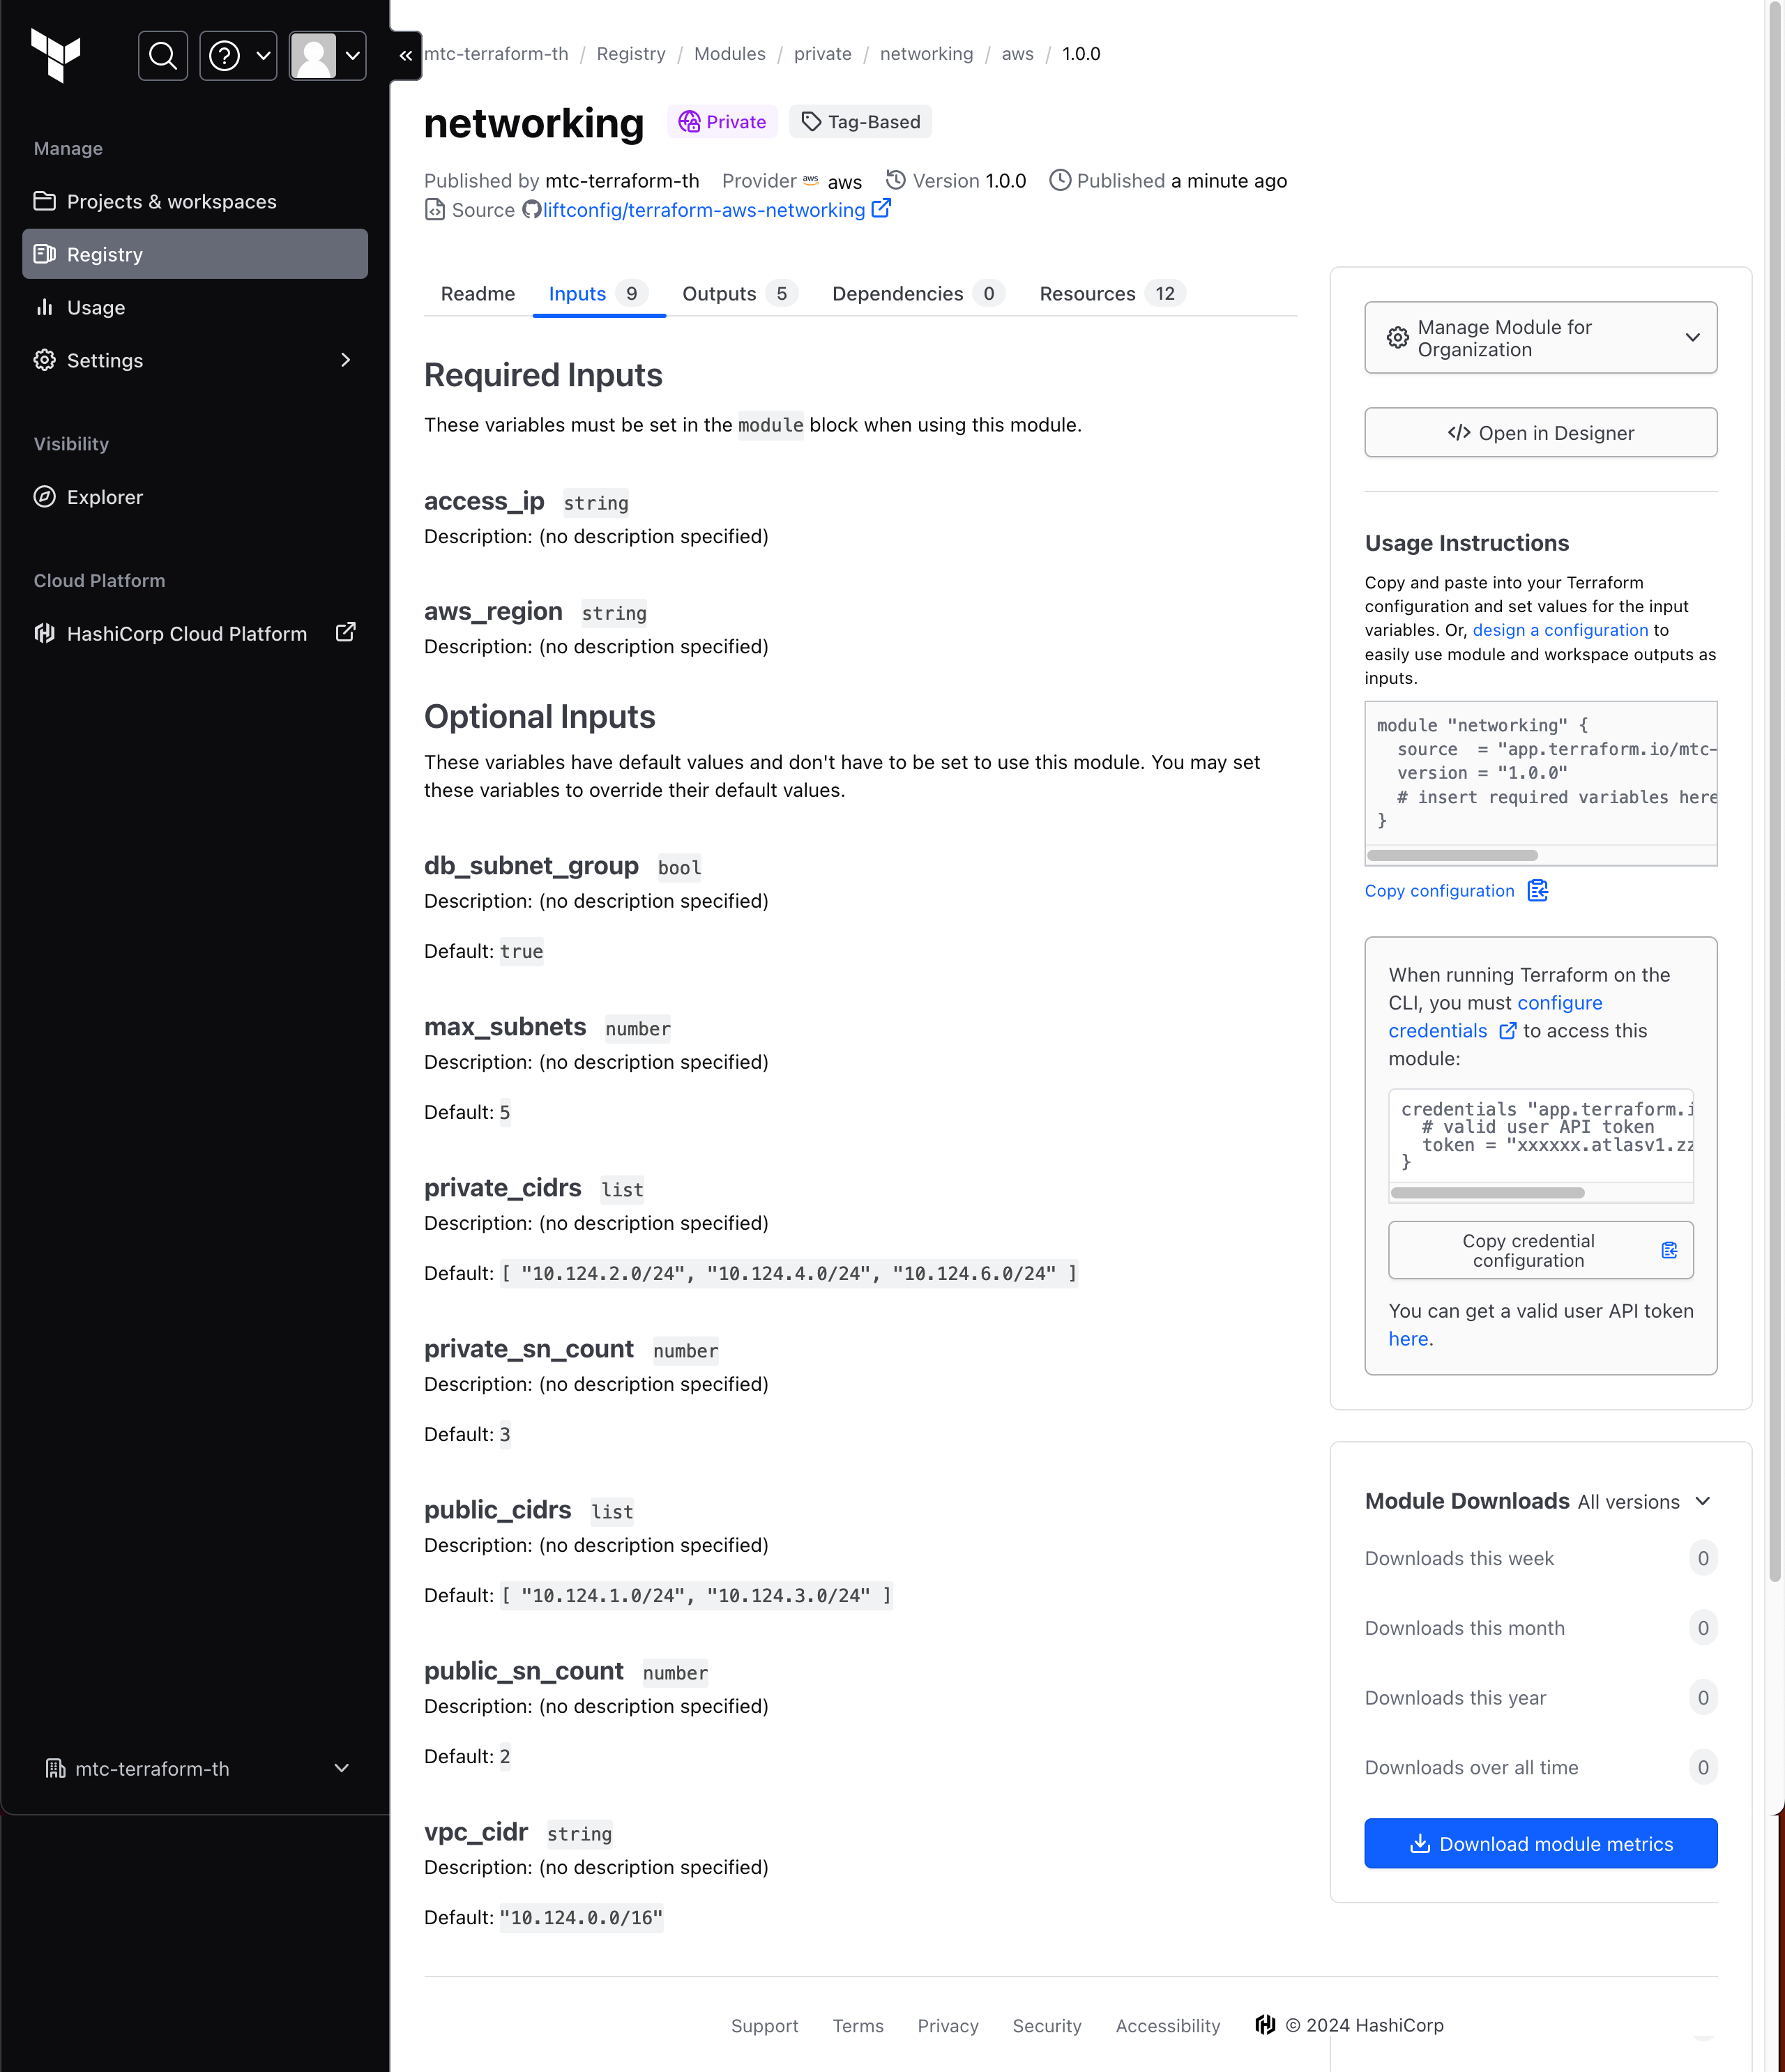 Manage
Projects & workspaces
Registry
Usage
Settings
Visibility
Explorer
Cloud Platform
HashiCorp Cloud Platform
mtc-terraform-th
mtc-terraform-th / Registry / Modules / private / networking / aws / 1.0.0
networking Private Tag-Based
Published by mtc-terraform-th Provider aws aws Version 1.0.0 Published a minute ago
Source liftconfig/terraform-aws-networking
Readme Inputs 9 Outputs 5 Dependencies 0 Resources 12
Required Inputs
These variables must be set in the module block when using this module.
access_ip string
Description: (no description specified)
aws_region string
Description: (no description specified)
Optional Inputs
These variables have default values and don't have to be set to use this module. You may set
these variables to override their default values.
db_subnet_group bool
Description: (no description specified)
Default: true
max_subnets number
Description: (no description specified)
Default: 5
private_cidrs list
Description: (no description specified)
Default: [ "10.124.2.0/24", "10.124.4.0/24", "10.124.6.0/24" ]
private_sn_count number
Description: (no description specified)
Default: 3
public_cidrs list
Description: (no description specified)
Default: [ "10.124.1.0/24", "10.124.3.0/24" ]
public_sn_count number
Description: (no description specified)
Default: 2
vpc_cidr string
Description: (no description specified)
Default: "10.124.0.0/16"
Manage Module for
Organization
</> Open in Designer
Usage Instructions
Copy and paste into your Terraform
configuration and set values for the input
variables. Or, design a configuration to
easily use module and workspace outputs as
inputs.
module "networking" {
source = "app.terraform.io/mtc-
version = "1.0.0"
# insert required variables here
}
Copy configuration
When running Terraform on the
CLI, you must configure
credentials to access this
module:
credentials "app.terraform.i
# valid user API token
token = "xxxxxx.atlasv1.zz
}
Copy credential
configuration
You can get a valid user API token
here.
Module Downloads All versions
Downloads this week 0
Downloads this month 0
Downloads this year 0
Downloads over all time 0
Download module metrics
Support Terms Privacy Security Accessibility © 2024 HashiCorp